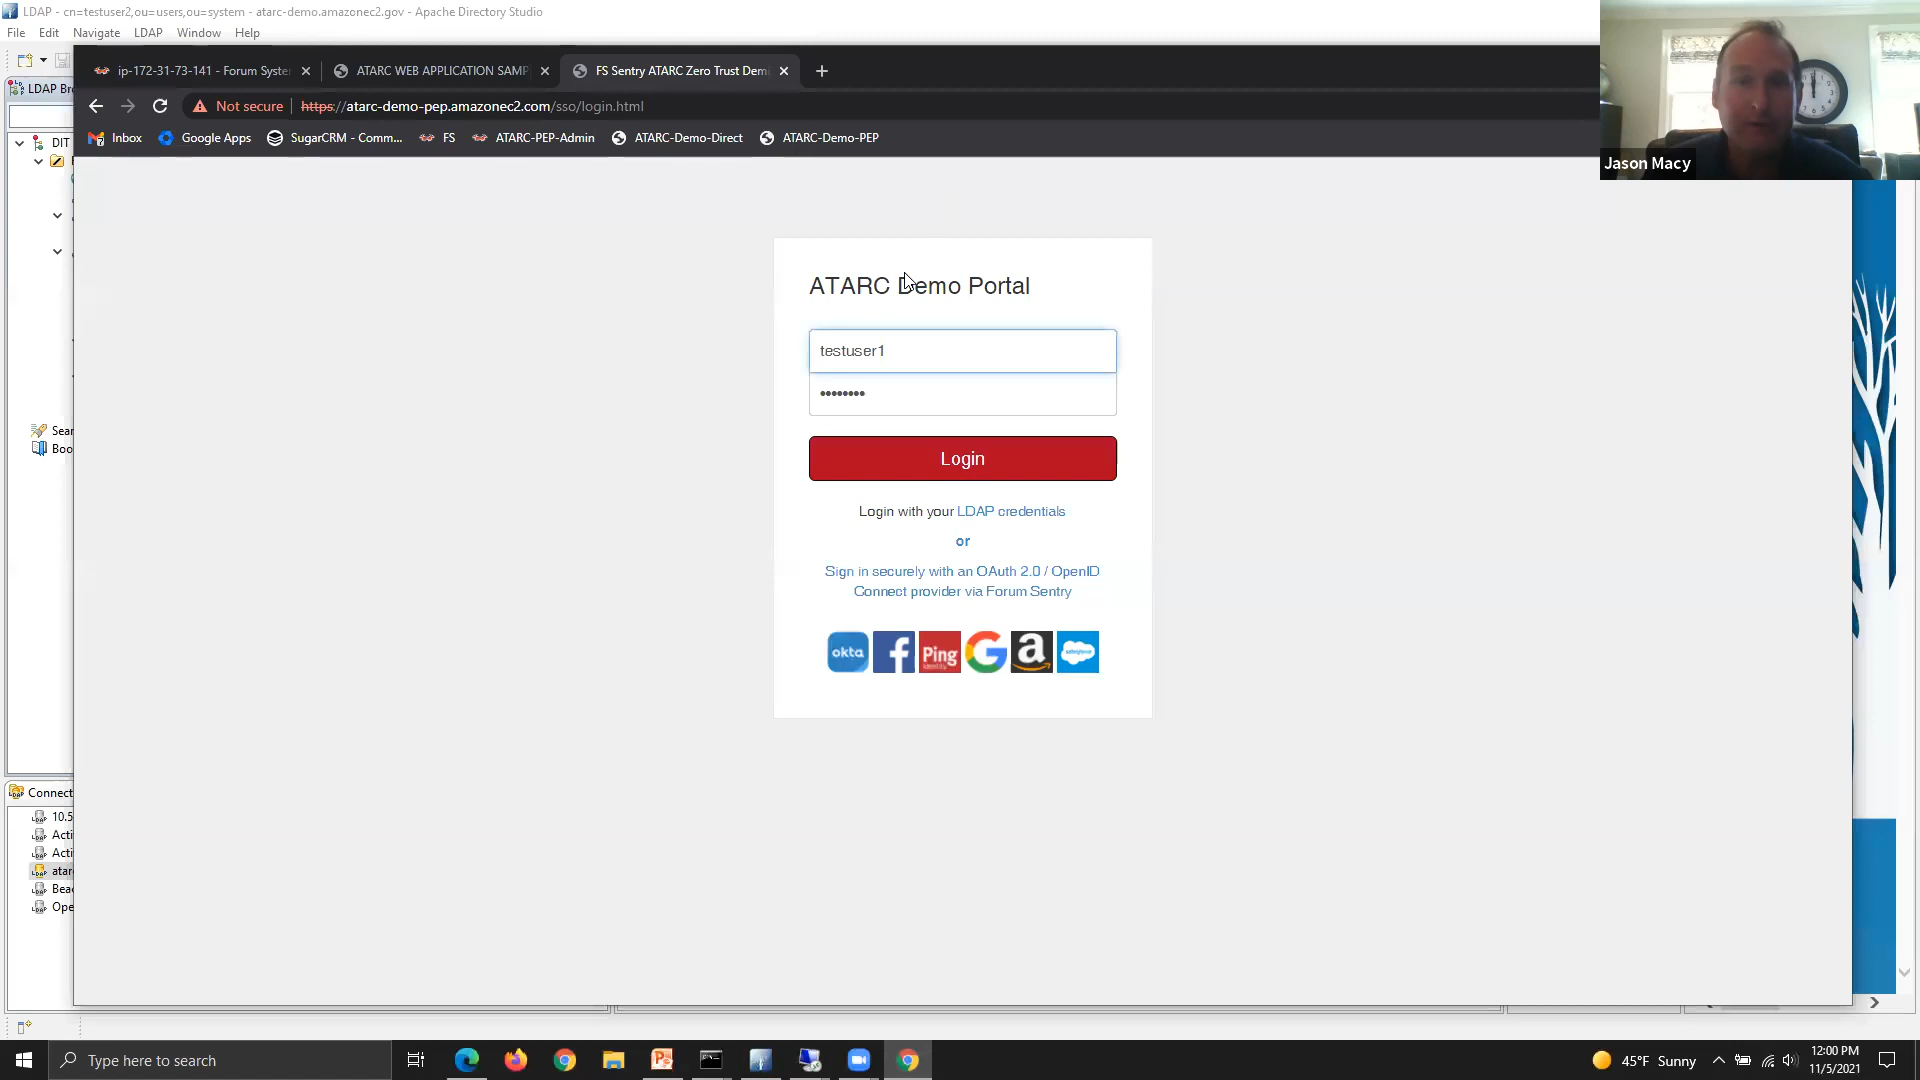 LDAP - cn=testuser2,ou=users,ou=system - atarc-demo.amazonec2.gov - Apache Directory Studio
File Edit Navigate LDAP Window Help
ip-172-31-73-141 - Forum Syste
ATARC WEB APPLICATION SAMP
FS Sentry ATARC Zero Trust Dem
LDAP Br
Not secure https://atarc-demo-pep.amazonec2.com/sso/login.html
Inbox Google Apps SugarCRM - Comm... FS ATARC-PEP-Admin ATARC-Demo-Direct ATARC-Demo-PEP
DIT
Jason Macy
ATARC Demo Portal
testuser1
••••••••
Login
Login with your LDAP credentials
or
Sign in securely with an OAuth 2.0 / OpenID
Connect provider via Forum Sentry
okta f Ping Identity G a salesforce
Sear
Boo
Connect
10.5
Acti
Acti
atar
Bea
Ope
Type here to search
45°F Sunny
12:00 PM
11/5/2021